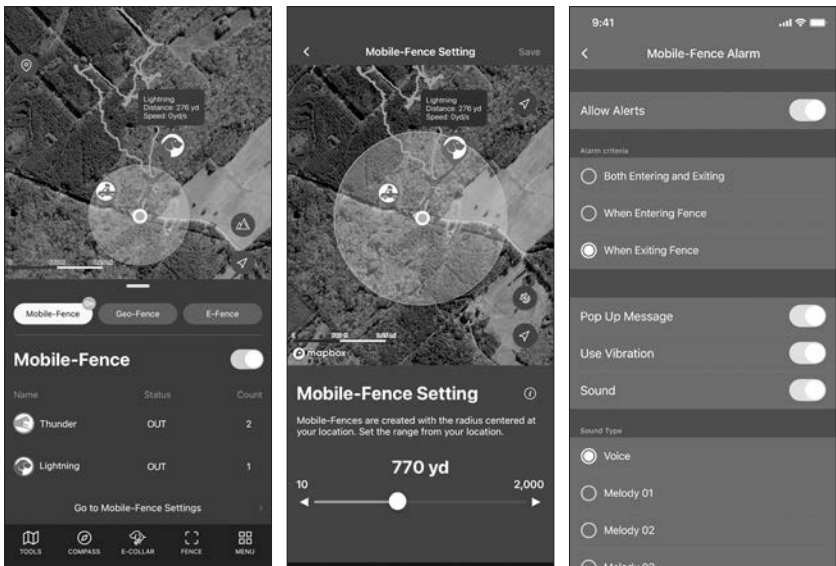 Lightning
Distance: 276 yd
Speed: 0yd/s
Mobile-Fence
On
Geo-Fence
E-Fence
Mobile-Fence
Name Status Count
Thunder OUT 2
Lightning OUT 1
Go to Mobile-Fence Settings
TOOLS COMPASS E-COLLAR FENCE MENU
Mobile-Fence Setting Save
Lightning
Distance: 276 yd
Speed: 0yd/s
mapbox
Mobile-Fence Setting
Mobile-Fences are created with the radius centered at
your location. Set the range from your location.
770 yd
10 2,000
9:41
Mobile-Fence Alarm
Allow Alerts
Alarm criteria
Both Entering and Exiting
When Entering Fence
When Exiting Fence
Pop Up Message
Use Vibration
Sound
Sound Type
Voice
Melody 01
Melody 02